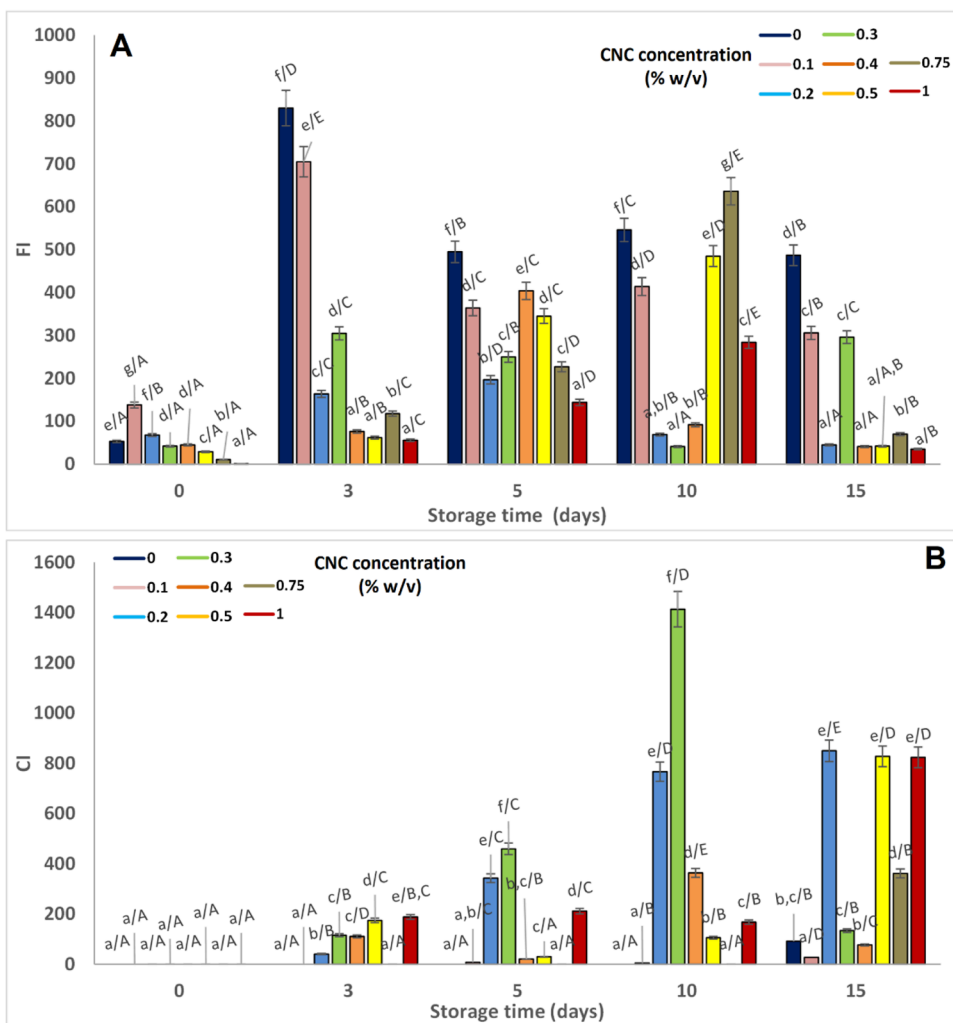 A
CNC concentration
(% w/v)
0
0.1
0.2
0.3
0.4
0.5
0.75
1
1000
900
800
700
600
500
400
300
200
100
0
FI
e/A
g/A
f/B
d/A
d/A
c/A
b/A
a/A
f/D
e/E
c/C
d/C
a/B
a/B
b/C
a/C
f/B
d/C
b/D
c/B
e/C
d/C
c/D
a/D
f/C
d/D
a,b/B
a/A
b/B
e/D
g/E
c/E
d/B
c/B
a/A
c/C
a/A
a/A,B
b/B
a/B
0 3 5 10 15
Storage time (days)
B
CNC concentration
(% w/v)
0
0.1
0.2
0.3
0.4
0.5
0.75
1
1600
1400
1200
1000
800
600
400
200
0
CI
a/A
a/A
a/A
a/A
a/A
a/A
a/A
a/A
a/A
a/A
b/B
c/B
c/D
d/C
a/A
e/B,C
a/A
a,b/C
e/C
f/C
b,c/B
c/A
a/A
d/C
a/A
a/B
e/D
f/D
d/E
b/B
a/A
c/B
b,c/B
a/D
e/E
c/B
b/C
e/D
d/B
e/D
0 3 5 10 15
Storage time (days)